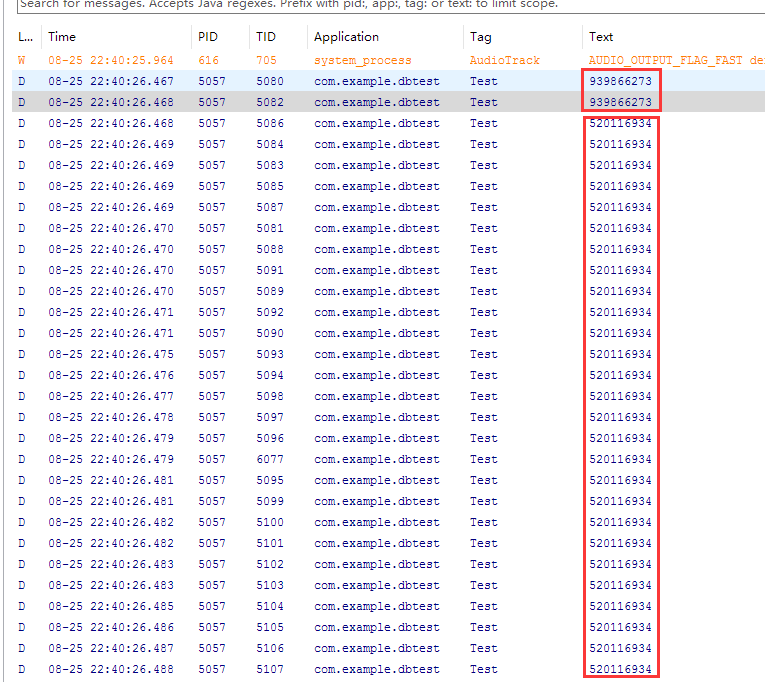 Search for messages. Accepts Java regexes. Prefix with pid:, app:, tag: or text: to limit scope.
L... Time PID TID Application Tag Text
W 08-25 22:40:25.964 616 705 system_process AudioTrack AUDIO_OUTPUT_FLAG_FAST de
D 08-25 22:40:26.467 5057 5080 com.example.dbtest Test 939866273
D 08-25 22:40:26.468 5057 5082 com.example.dbtest Test 939866273
D 08-25 22:40:26.468 5057 5086 com.example.dbtest Test 520116934
D 08-25 22:40:26.469 5057 5084 com.example.dbtest Test 520116934
D 08-25 22:40:26.469 5057 5083 com.example.dbtest Test 520116934
D 08-25 22:40:26.469 5057 5085 com.example.dbtest Test 520116934
D 08-25 22:40:26.469 5057 5087 com.example.dbtest Test 520116934
D 08-25 22:40:26.470 5057 5081 com.example.dbtest Test 520116934
D 08-25 22:40:26.470 5057 5088 com.example.dbtest Test 520116934
D 08-25 22:40:26.470 5057 5091 com.example.dbtest Test 520116934
D 08-25 22:40:26.470 5057 5089 com.example.dbtest Test 520116934
D 08-25 22:40:26.471 5057 5092 com.example.dbtest Test 520116934
D 08-25 22:40:26.471 5057 5090 com.example.dbtest Test 520116934
D 08-25 22:40:26.475 5057 5093 com.example.dbtest Test 520116934
D 08-25 22:40:26.476 5057 5094 com.example.dbtest Test 520116934
D 08-25 22:40:26.477 5057 5098 com.example.dbtest Test 520116934
D 08-25 22:40:26.478 5057 5097 com.example.dbtest Test 520116934
D 08-25 22:40:26.479 5057 5096 com.example.dbtest Test 520116934
D 08-25 22:40:26.479 5057 6077 com.example.dbtest Test 520116934
D 08-25 22:40:26.481 5057 5095 com.example.dbtest Test 520116934
D 08-25 22:40:26.481 5057 5099 com.example.dbtest Test 520116934
D 08-25 22:40:26.482 5057 5100 com.example.dbtest Test 520116934
D 08-25 22:40:26.482 5057 5101 com.example.dbtest Test 520116934
D 08-25 22:40:26.483 5057 5102 com.example.dbtest Test 520116934
D 08-25 22:40:26.483 5057 5103 com.example.dbtest Test 520116934
D 08-25 22:40:26.485 5057 5104 com.example.dbtest Test 520116934
D 08-25 22:40:26.486 5057 5105 com.example.dbtest Test 520116934
D 08-25 22:40:26.487 5057 5106 com.example.dbtest Test 520116934
D 08-25 22:40:26.488 5057 5107 com.example.dbtest Test 520116934